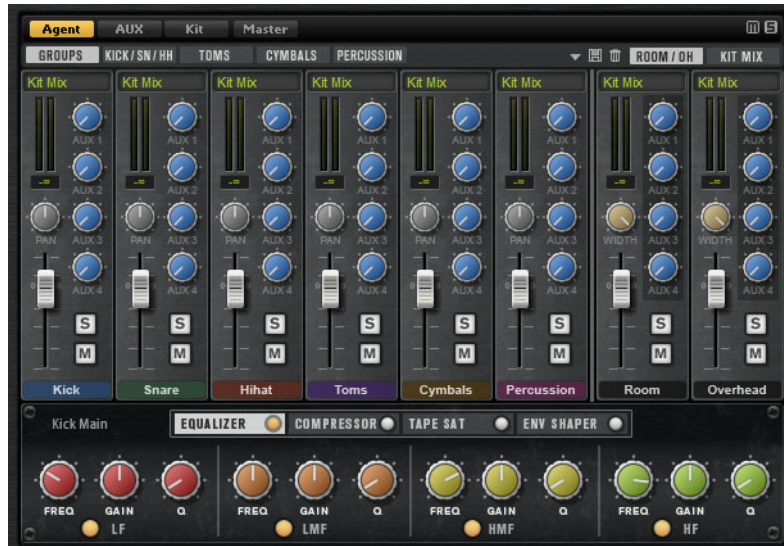 Agent AUX Kit Master
GROUPS KICK/SN/HH TOMS CYMBALS PERCUSSION ROOM/OH KIT MIX
Kit Mix Kit Mix Kit Mix Kit Mix Kit Mix Kit Mix Kit Mix Kit Mix
AUX 1 AUX 1 AUX 1 AUX 1 AUX 1 AUX 1 AUX 1 AUX 1
AUX 2 AUX 2 AUX 2 AUX 2 AUX 2 AUX 2 AUX 2 AUX 2
-∞ -∞ -∞ -∞ -∞ -∞ -∞ -∞
PAN AUX 3 PAN AUX 3 PAN AUX 3 PAN AUX 3 PAN AUX 3 PAN AUX 3 WIDTH AUX 3 WIDTH AUX 3
AUX 4 AUX 4 AUX 4 AUX 4 AUX 4 AUX 4 AUX 4 AUX 4
S S S S S S S S
M M M M M M M M
Kick Snare Hihat Toms Cymbals Percussion Room Overhead
Kick Main EQUALIZER COMPRESSOR TAPE SAT ENV SHAPER
FREQ GAIN Q FREQ GAIN Q FREQ GAIN Q FREQ GAIN Q
LF LMF HMF HF